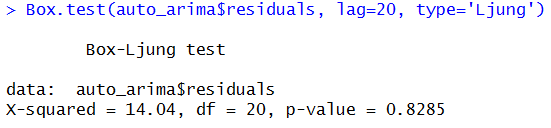 > Box.test(auto_arima$residuals, lag=20, type='Ljung')
Box-Ljung test
data:  auto_arima$residuals
X-squared = 14.04, df = 20, p-value = 0.8285